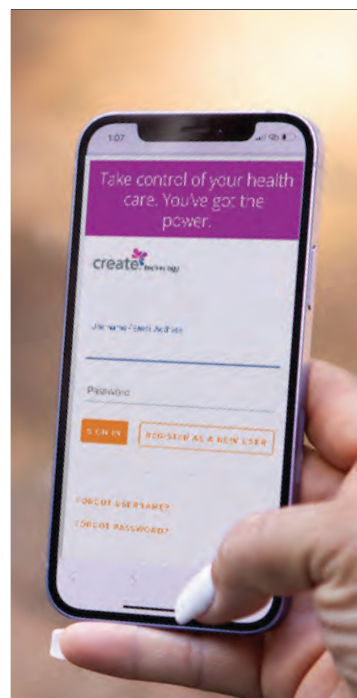 1:07
Take control of your health
care. You've got the
power.
create technology
Username / Email Address
Password
SIGN IN
REGISTER AS A NEW USER
FORGOT USERNAME?
FORGOT PASSWORD?